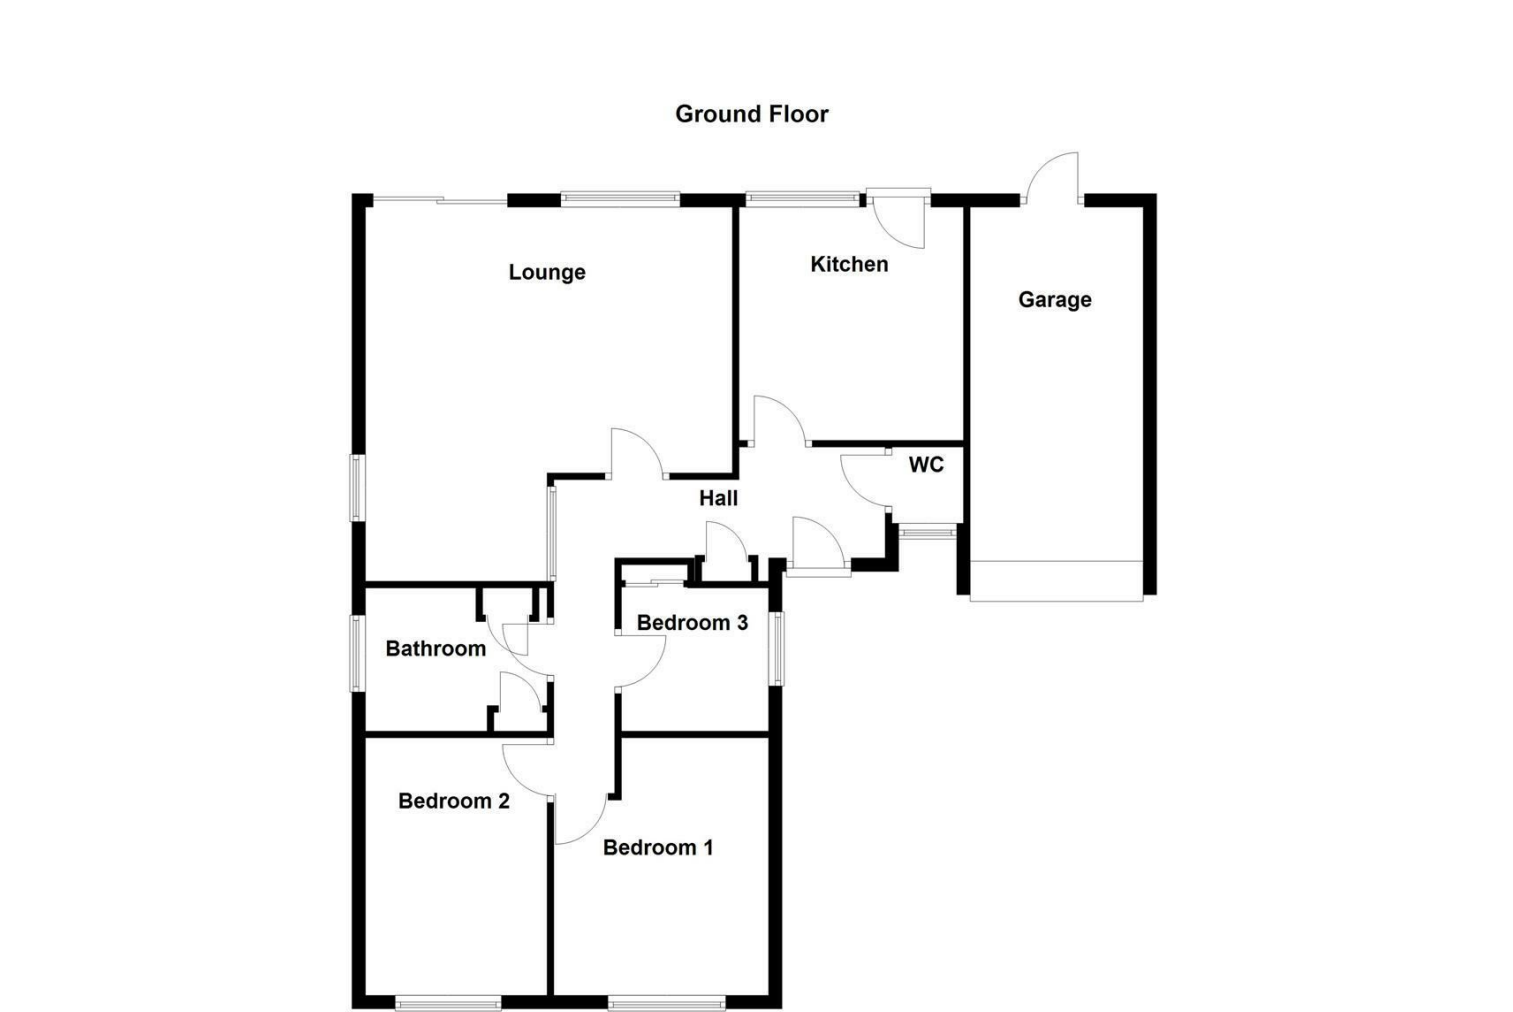 Ground Floor
Lounge
Kitchen
Garage
WC
Hall
Bathroom
Bedroom 3
Bedroom 2
Bedroom 1